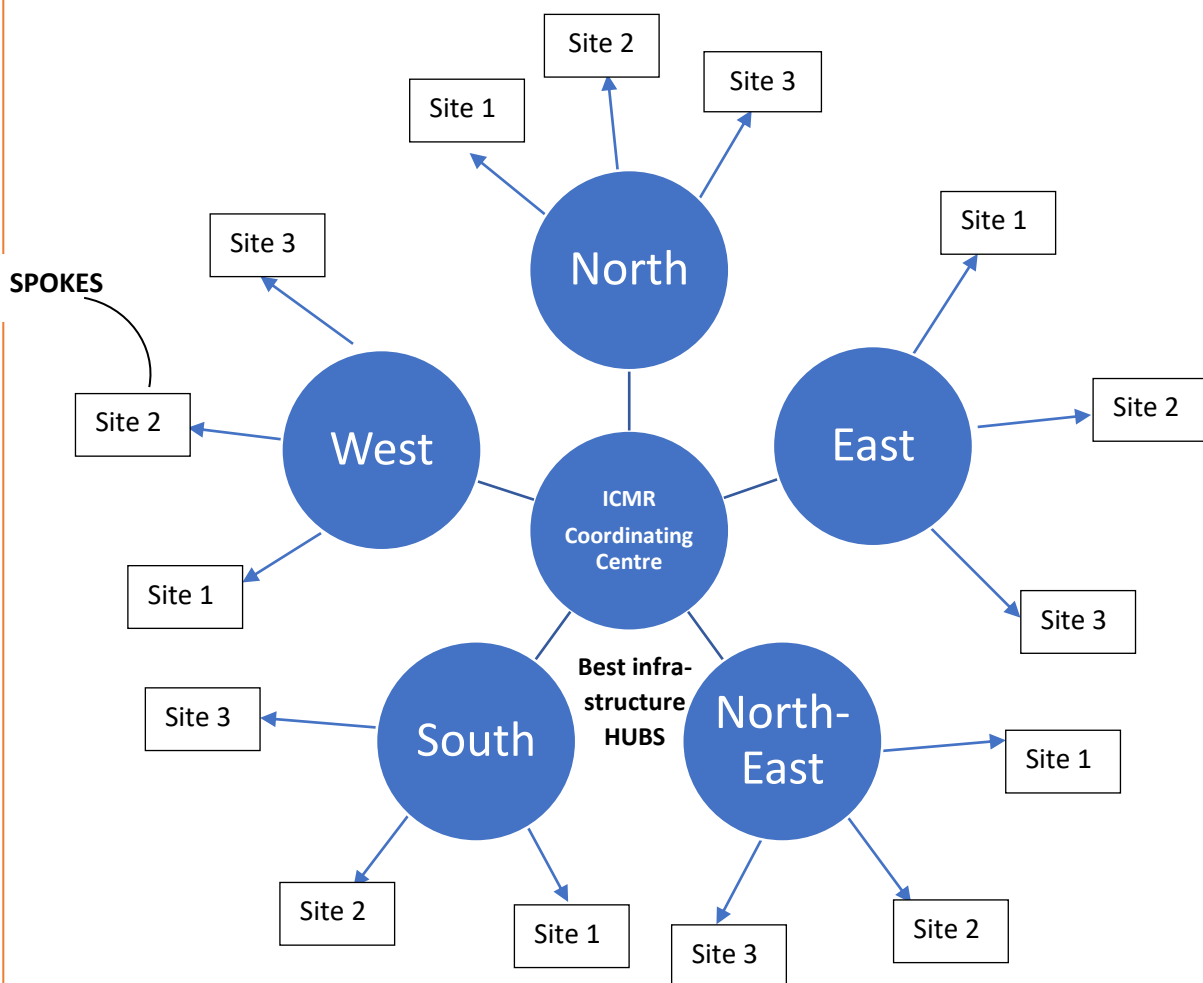 Site 2
Site 3
Site 1
North
Site 1
Site 3
SPOKES
Site 2
West
Site 1
East
Site 2
Site 3
ICMR
Coordinating
Centre
Best infra-
structure
HUBS
South
Site 3
Site 2
Site 1
North-
East
Site 1
Site 2
Site 3